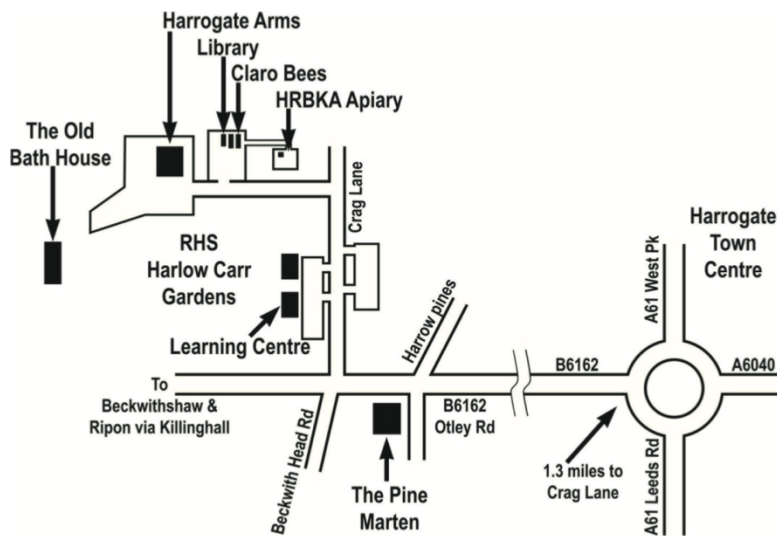 Harrogate Arms
Library
Claro Bees
HRBKA Apiary
The Old
Bath House
Crag Lane
RHS
Harlow Carr
Gardens
Learning Centre
Harrow pines
Harrogate
Town
Centre
A61 West Pk
To
Beckwithshaw &
Ripon via Killinghall
B6162
A6040
B6162
Otley Rd
Beckwith Head Rd
The Pine
Marten
1.3 miles to
Crag Lane
A61 Leeds Rd